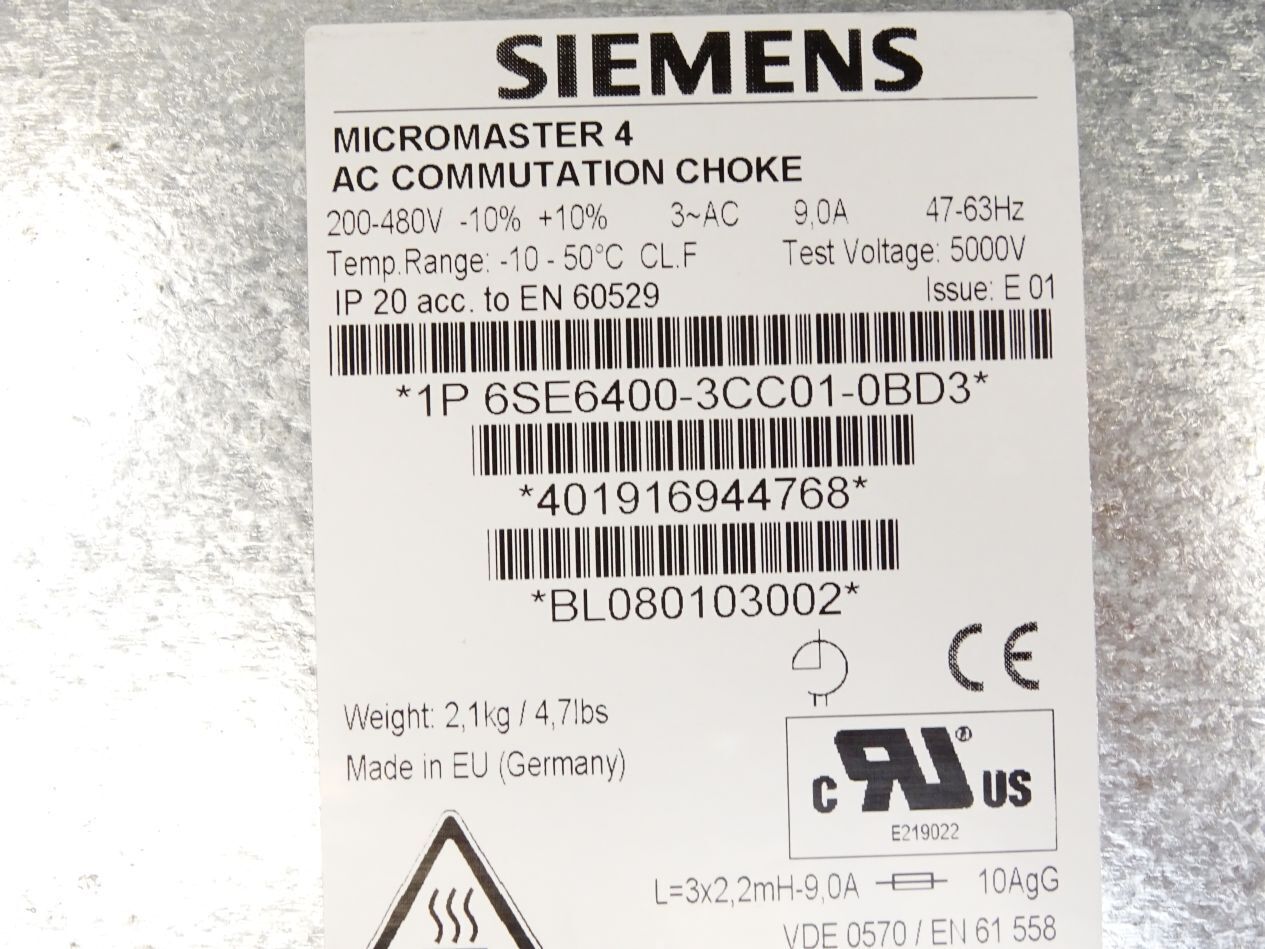 SIEMENS
MICROMASTER 4
AC COMMUTATION CHOKE
200-480V -10% +10% 3~AC 9,0A 47-63Hz
Temp.Range: -10 - 50°C CL.F Test Voltage: 5000V
IP 20 acc. to EN 60529 Issue: E 01
*1P 6SE6400-3CC01-0BD3*
*401916944768*
*BL080103002*
CE
Weight: 2,1kg / 4,7lbs
Made in EU (Germany)
C RU ® US
E219022
L=3x2,2mH-9,0A 10AgG
VDE 0570 / EN 61 558